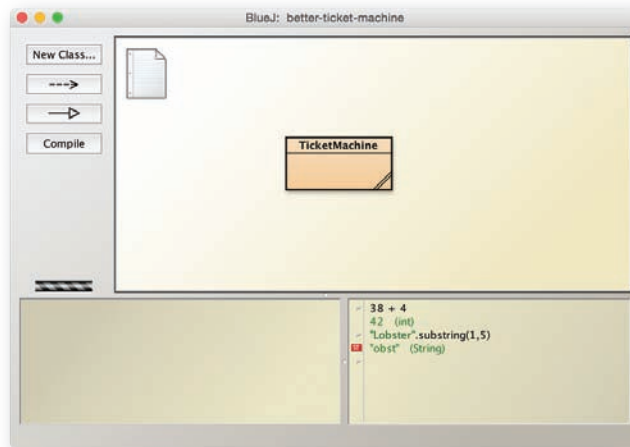 BlueJ: better-ticket-machine
New Class...
Compile
TicketMachine
38 + 4
42 (int)
"Lobster".substring(1,5)
"obst" (String)